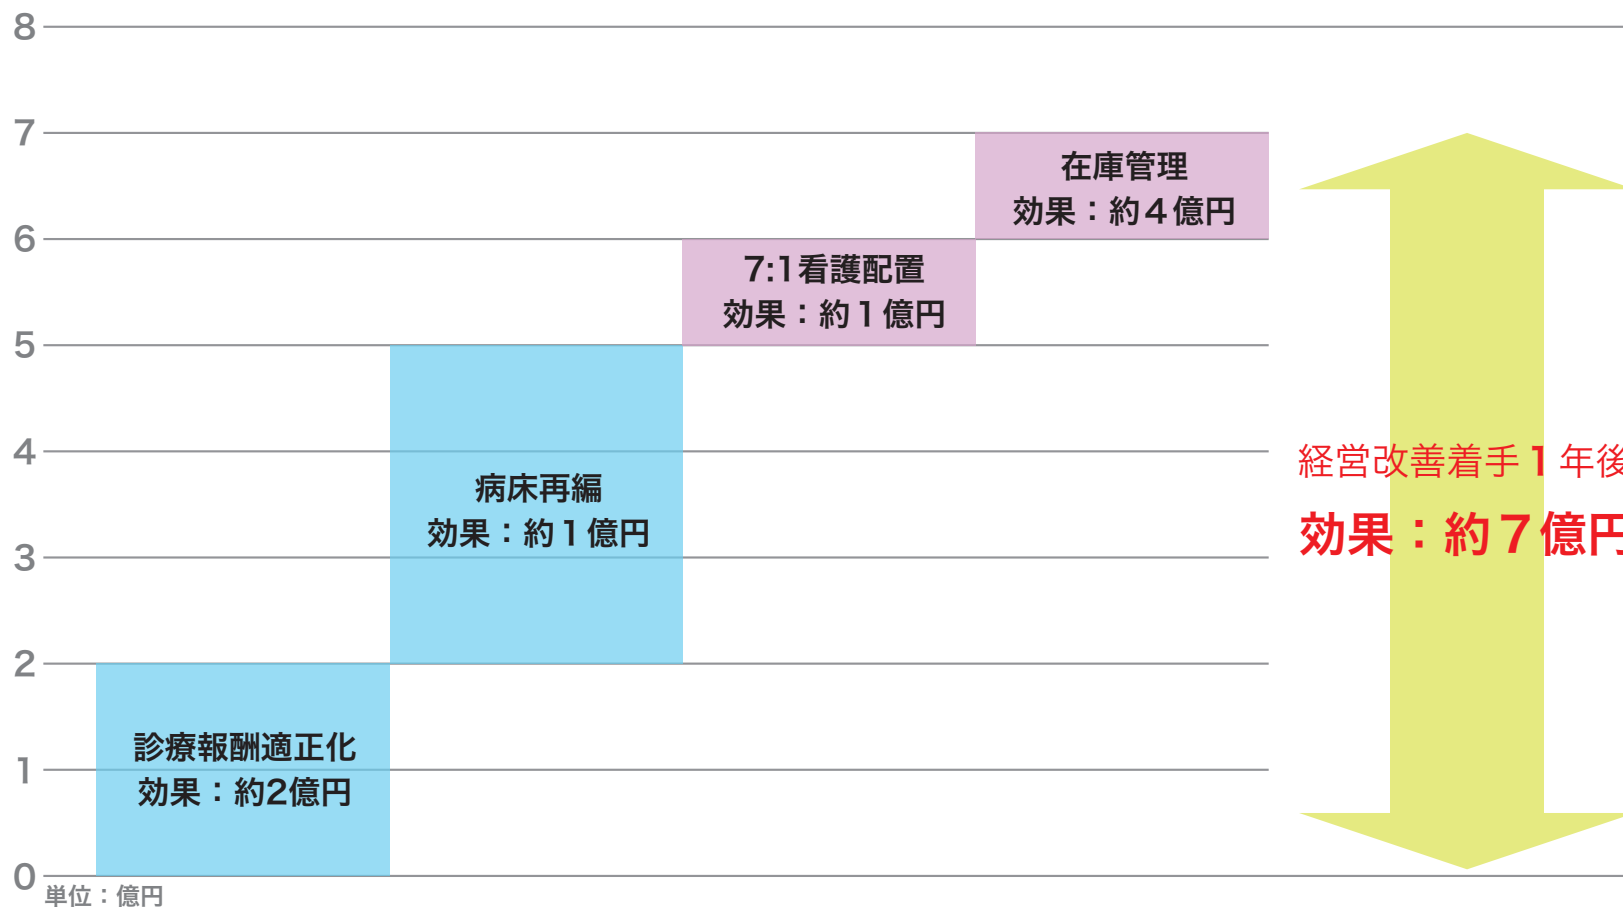 8
7
6
5
4
3
2
1
0
単位：億円
診療報酬適正化
効果：約2億円
病床再編
効果：約１億円
7:1看護配置
効果：約１億円
在庫管理
効果：約４億円
経営改善着手１年後
効果：約７億円